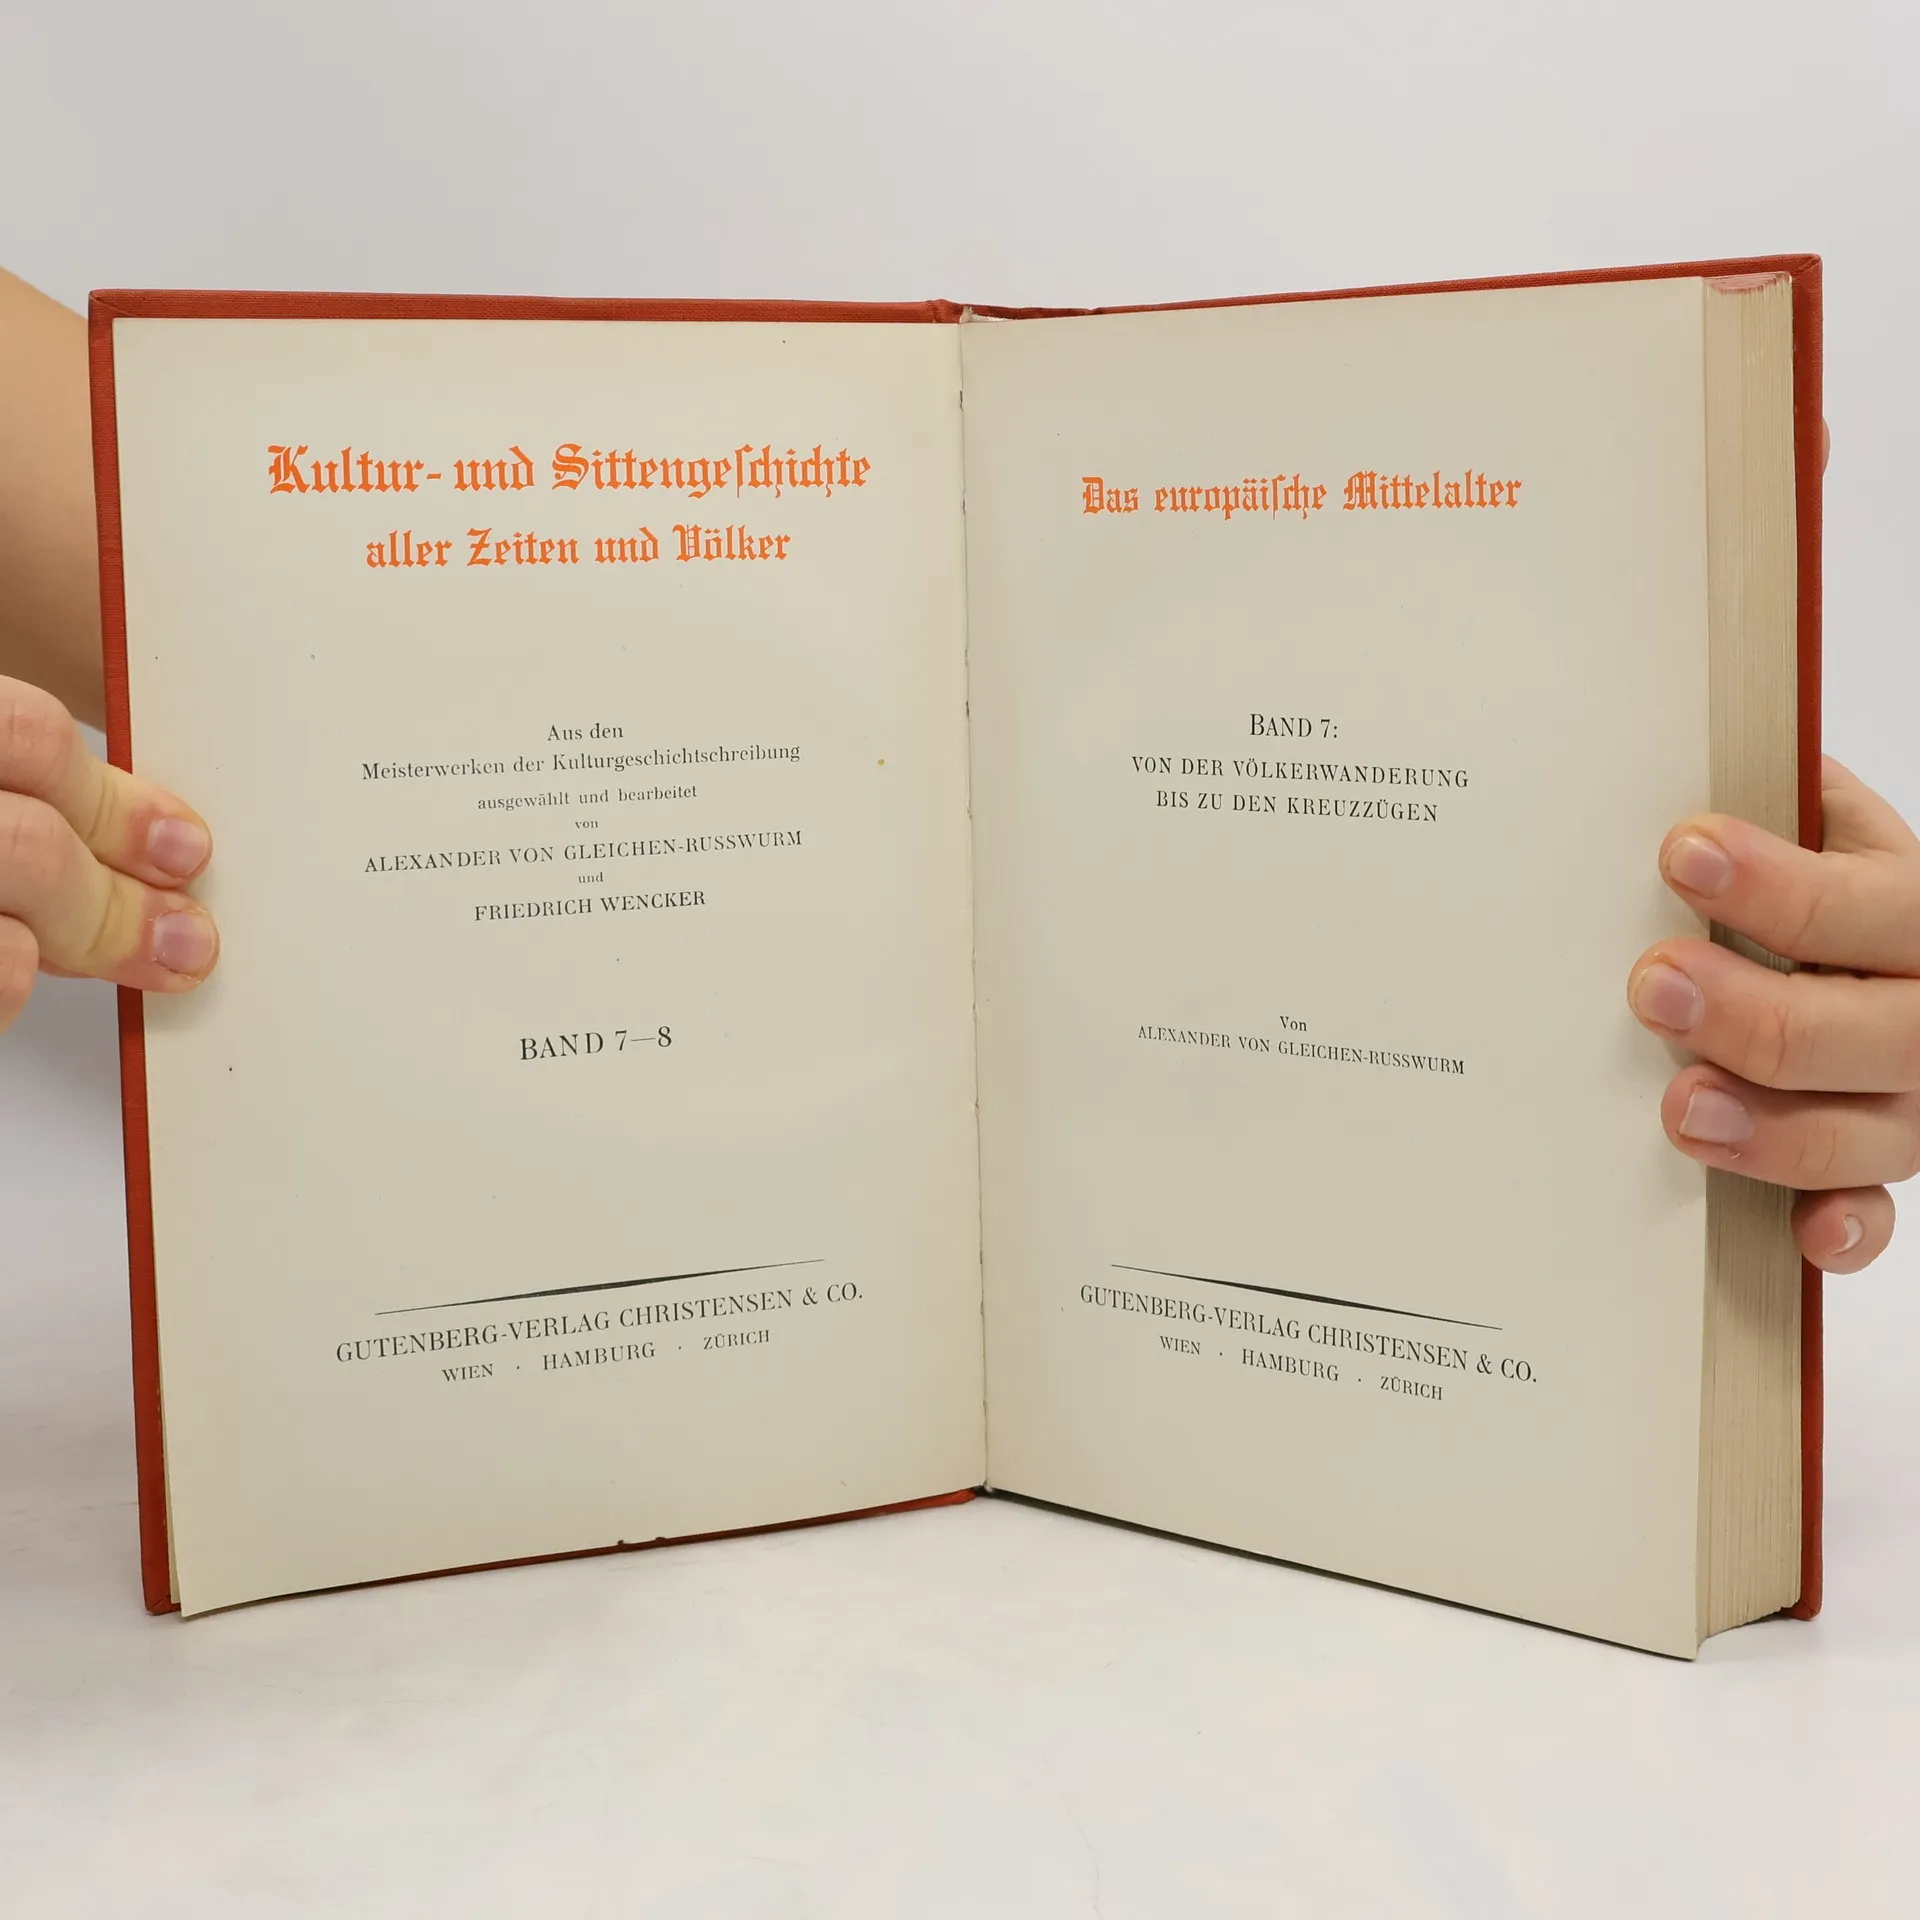 Kultur- und Sittengeſchichte
aller Zeiten und Völker
Aus den
Meisterwerken der Kulturgeschichtschreibung
ausgewählt und bearbeitet
von
ALEXANDER VON GLEICHEN-RUSSWURM
und
FRIEDRICH WENCKER
BAND 7—8
GUTENBERG-VERLAG CHRISTENSEN & CO.
WIEN · HAMBURG · ZÜRICH
Das europäiſche Mittelalter
BAND 7:
VON DER VÖLKERWANDERUNG
BIS ZU DEN KREUZZÜGEN
Von
ALEXANDER VON GLEICHEN-RUSSWURM
GUTENBERG-VERLAG CHRISTENSEN & CO.
WIEN · HAMBURG · ZÜRICH